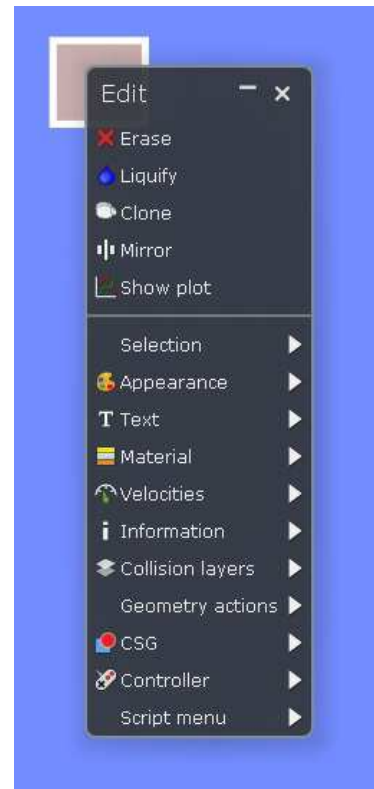 Edit
Erase
Liquify
Clone
Mirror
Show plot
Selection
Appearance
Text
Material
Velocities
Information
Collision layers
Geometry actions
CSG
Controller
Script menu